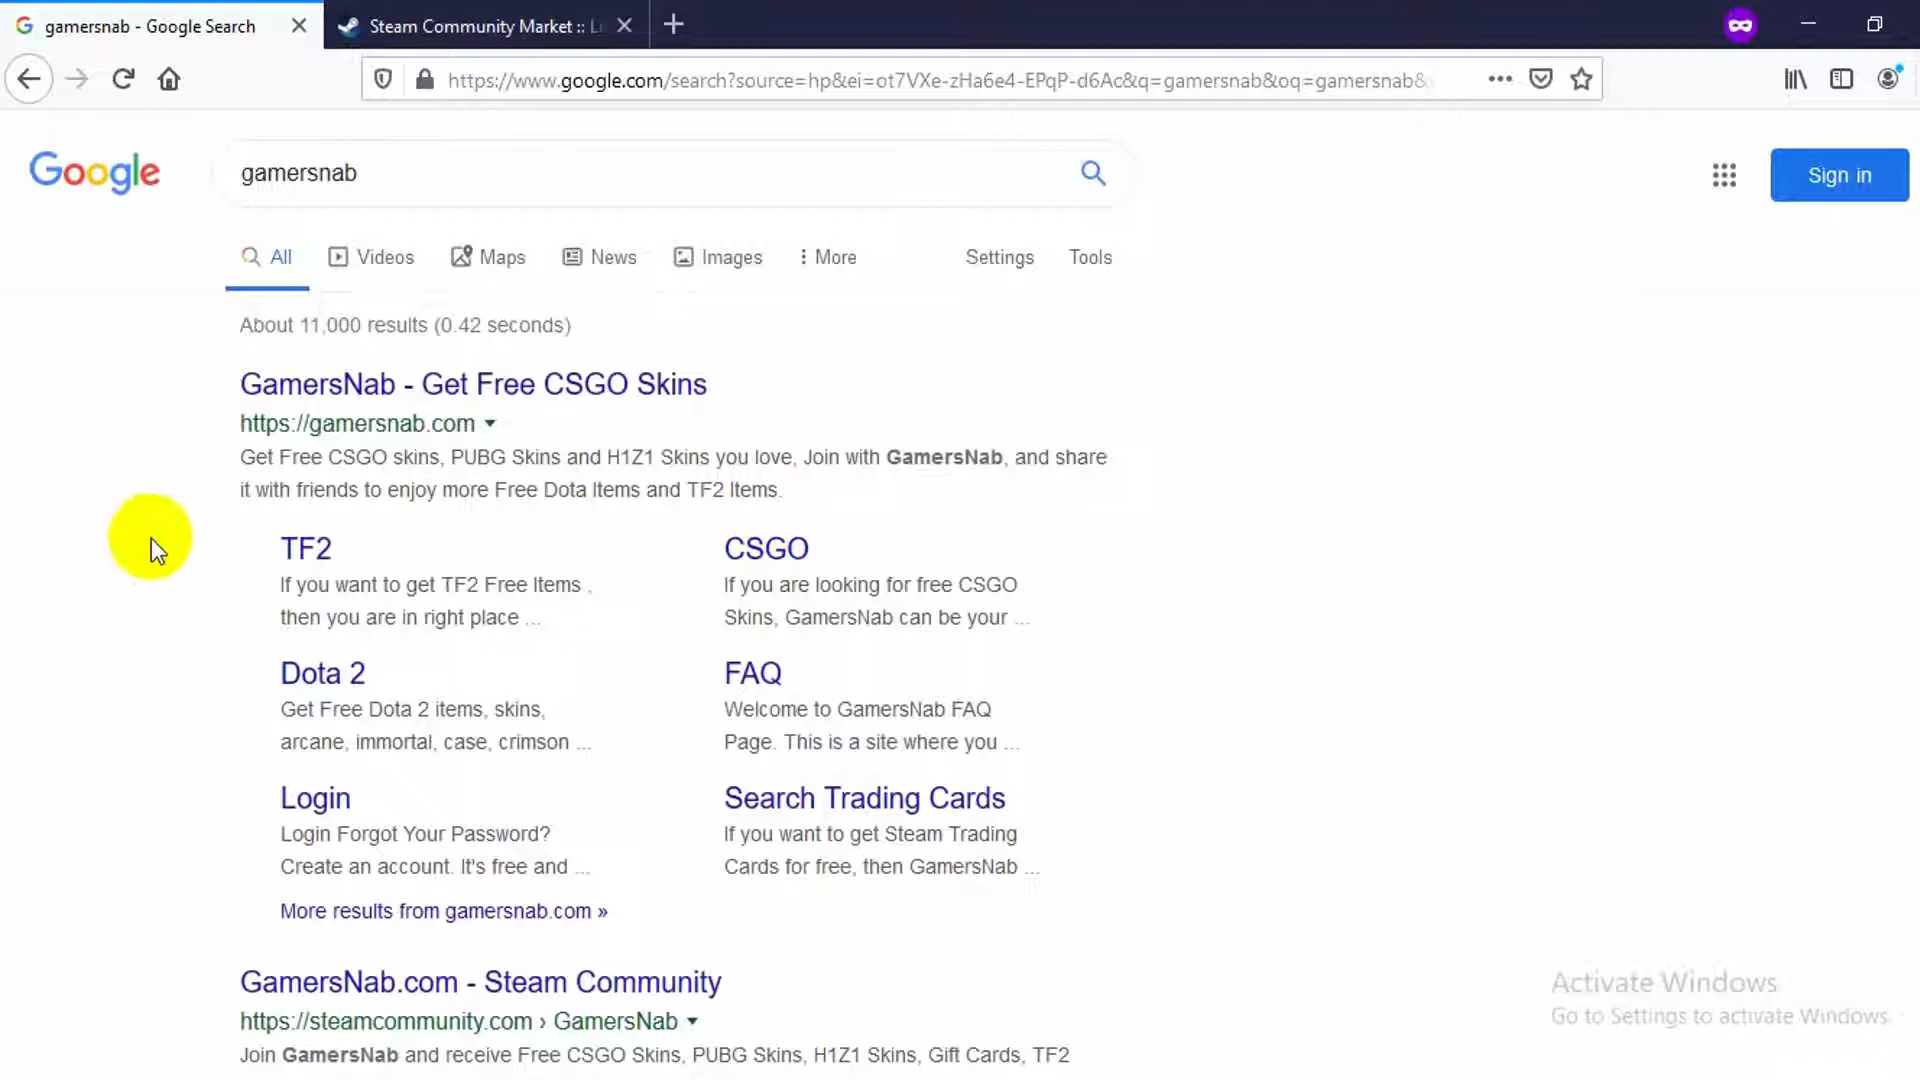 gamersnab - Google Search
Steam Community Market :: Li
https://www.google.com/search?source=hp&ei=ot7VXe-zHa6e4-EPqP-d6Ac&q=gamersnab&oq=gamersnab&
Google
gamersnab
Sign in
All
Videos
Maps
News
Images
More
Settings
Tools
About 11,000 results (0.42 seconds)
GamersNab - Get Free CSGO Skins
https://gamersnab.com
Get Free CSGO skins, PUBG Skins and H1Z1 Skins you love, Join with GamersNab, and share
it with friends to enjoy more Free Dota Items and TF2 Items.
TF2
If you want to get TF2 Free Items ,
then you are in right place ...
CSGO
If you are looking for free CSGO
Skins, GamersNab can be your ...
Dota 2
Get Free Dota 2 items, skins,
arcane, immortal, case, crimson ...
FAQ
Welcome to GamersNab FAQ
Page. This is a site where you ...
Login
Login Forgot Your Password?
Create an account. It's free and ...
Search Trading Cards
If you want to get Steam Trading
Cards for free, then GamersNab ...
More results from gamersnab.com »
GamersNab.com - Steam Community
https://steamcommunity.com › GamersNab
Join GamersNab and receive Free CSGO Skins, PUBG Skins, H1Z1 Skins, Gift Cards, TF2
Activate Windows
Go to Settings to activate Windows.